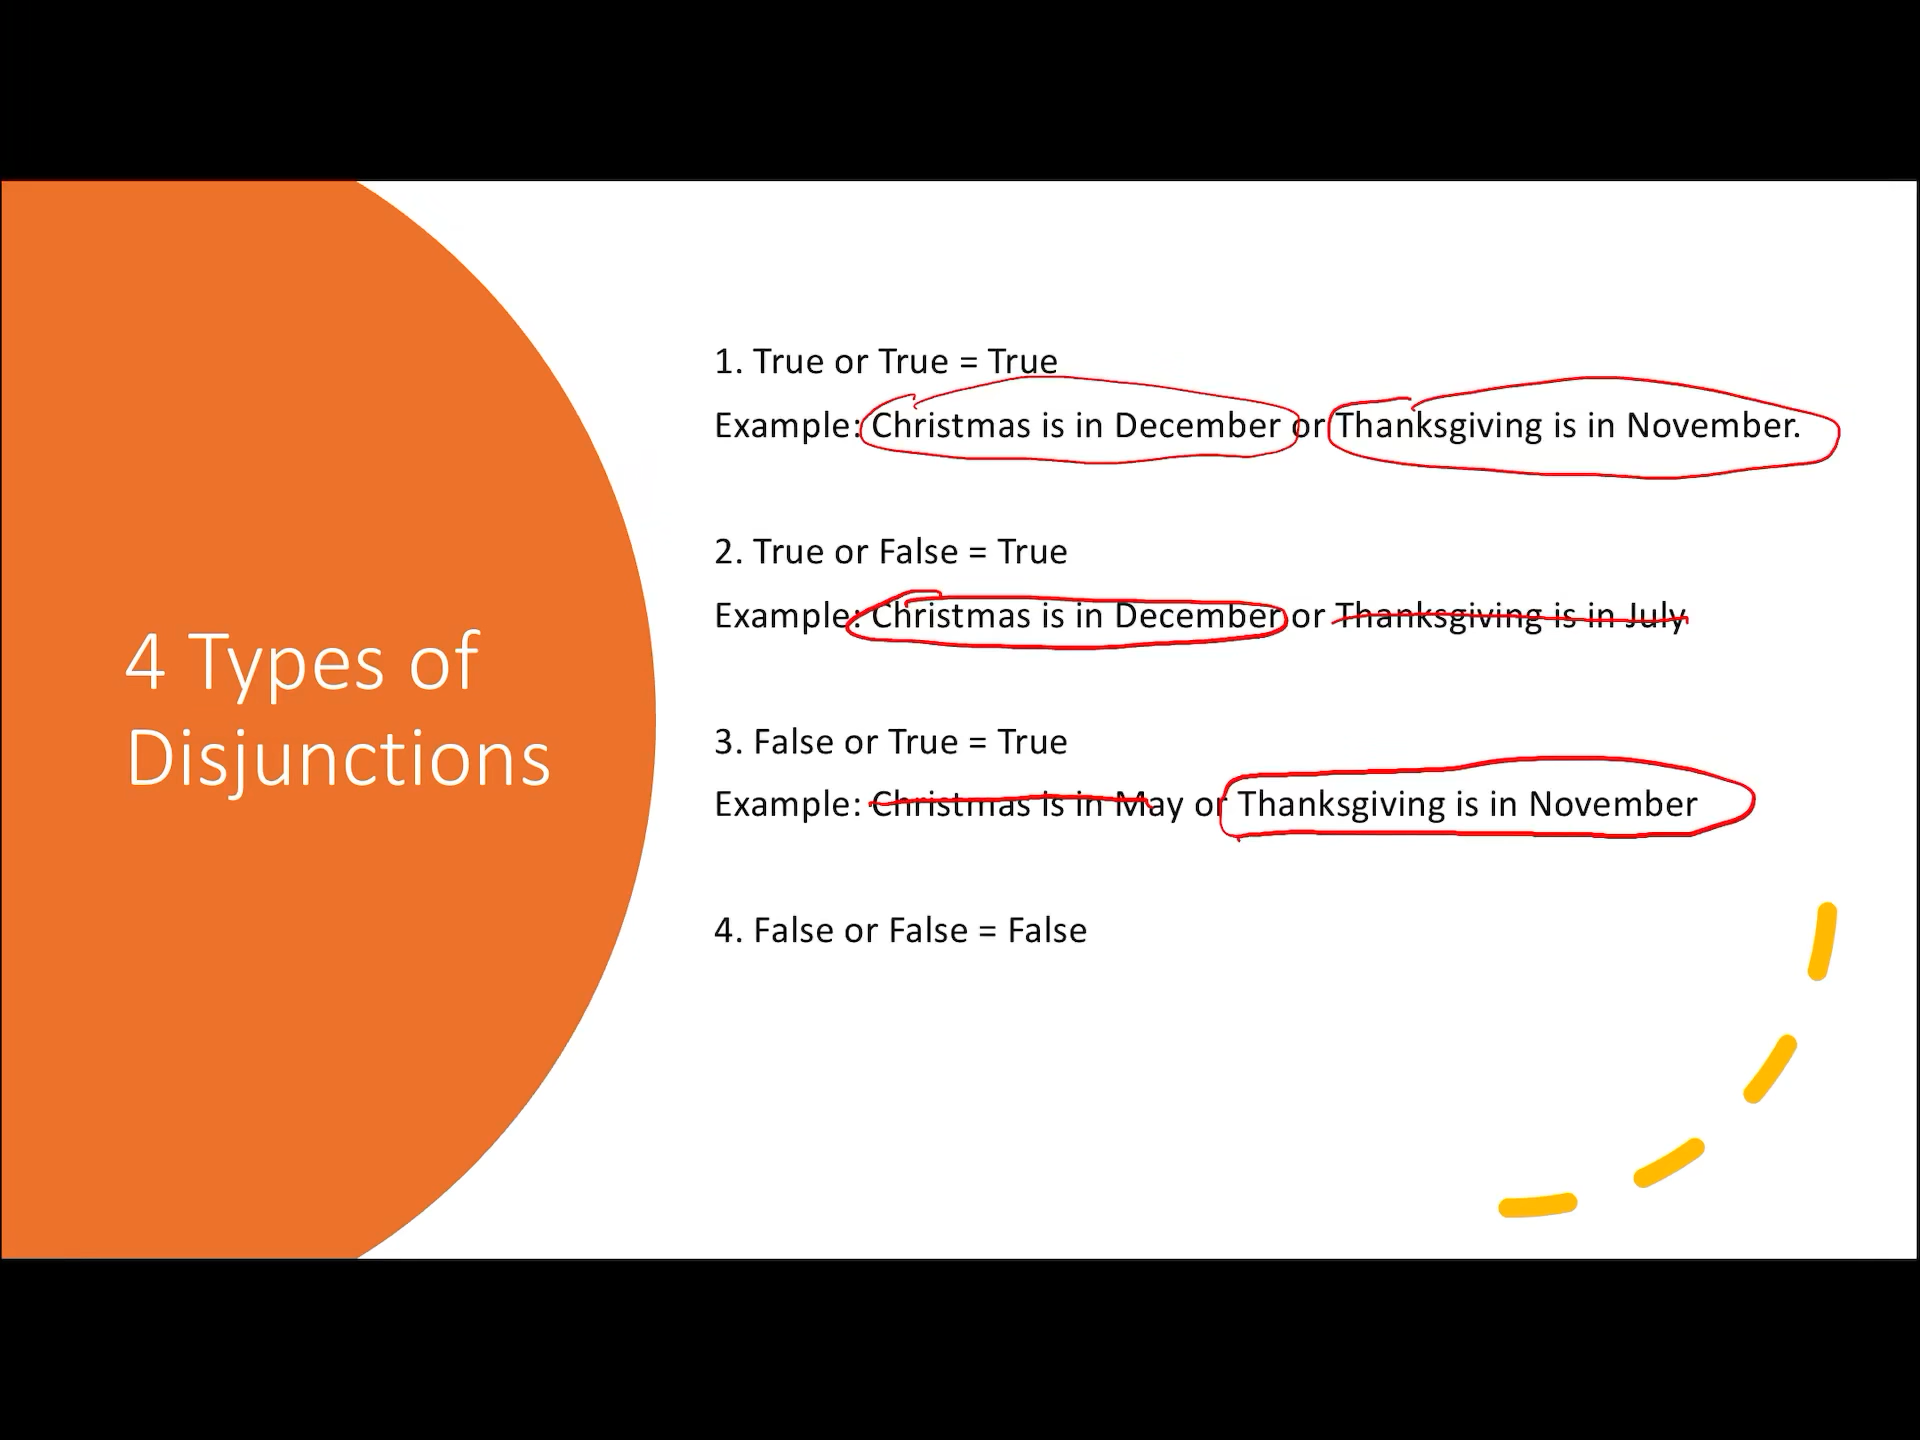 4 Types of
Disjunctions
1. True or True = True
Example: Christmas is in December or Thanksgiving is in November.
2. True or False = True
Example: Christmas is in December or Thanksgiving is in July
3. False or True = True
Example: Christmas is in May or Thanksgiving is in November
4. False or False = False